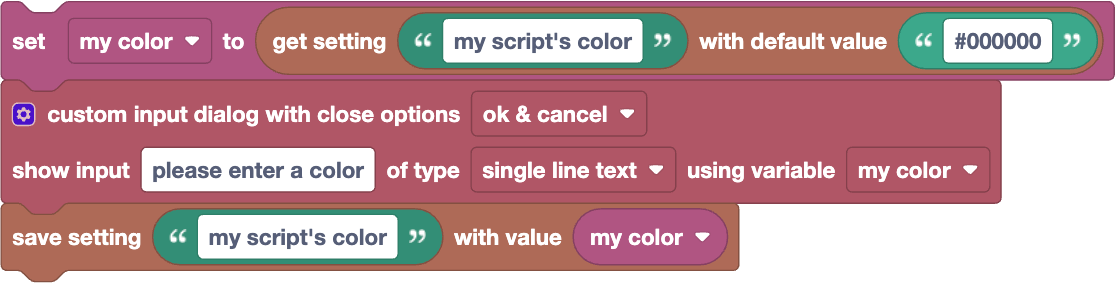 set my color to get setting “ my script's color ” with default value “ #000000 ”
custom input dialog with close options ok & cancel
show input please enter a color of type single line text using variable my color
save setting “ my script's color ” with value my color